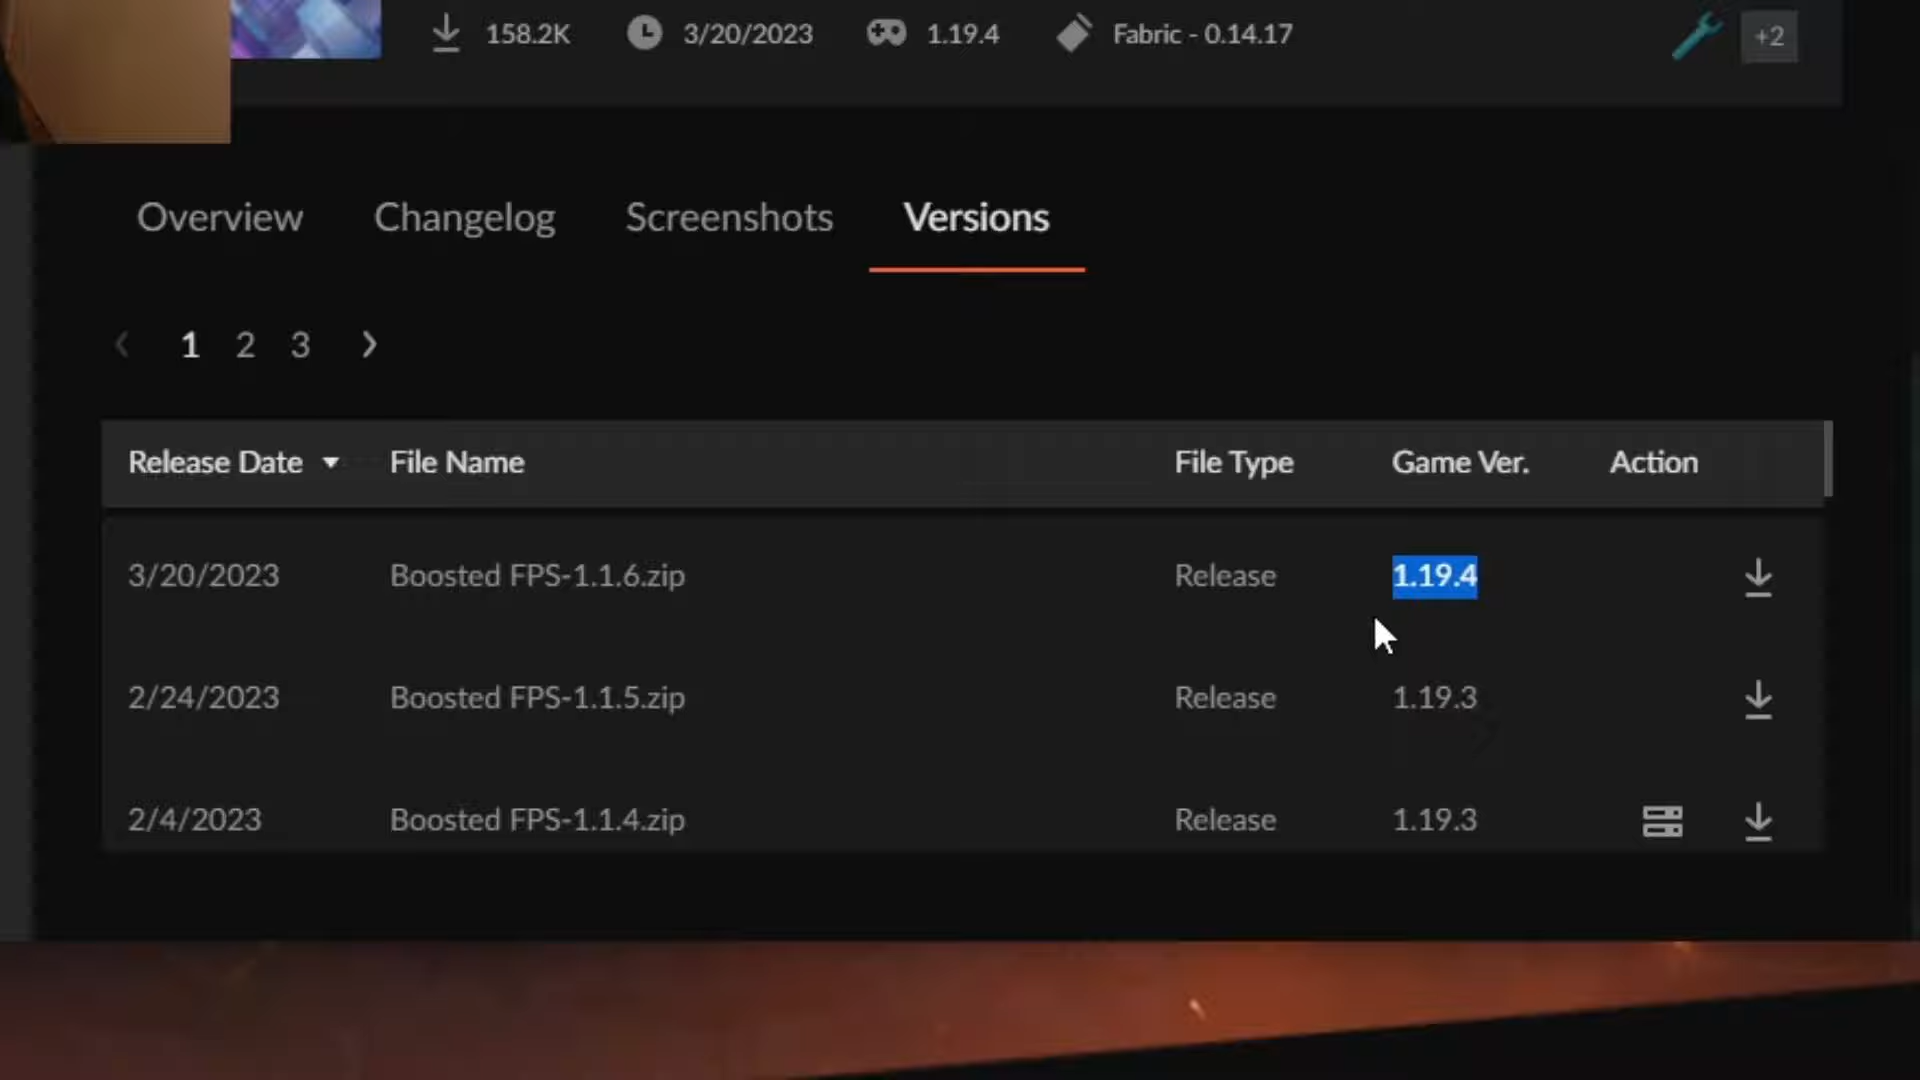 158.2K 3/20/2023 1.19.4 Fabric - 0.14.17 +2
Overview Changelog Screenshots Versions
1 2 3
Release Date File Name File Type Game Ver. Action
3/20/2023 Boosted FPS-1.1.6.zip Release 1.19.4
2/24/2023 Boosted FPS-1.1.5.zip Release 1.19.3
2/4/2023 Boosted FPS-1.1.4.zip Release 1.19.3